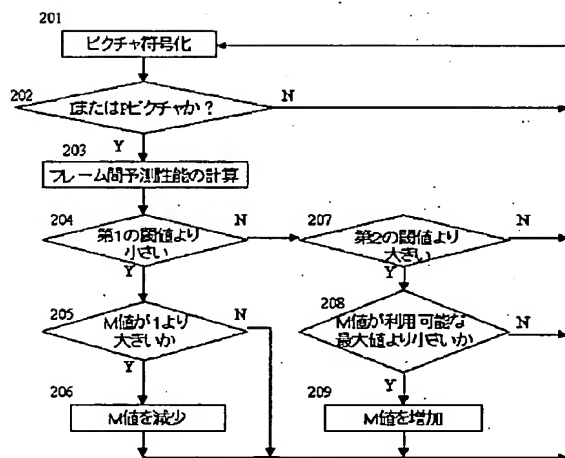 201
ピクチャ符号化
202
IまたはPピクチャか?
N
Y
203
フレーム間予測性能の計算
204
第1の閾値より
小さい
N
Y
207
第2の閾値より
大きい
N
Y
205
M値が1より
大きいか
N
Y
208
M値が利用可能な
最大値より小さいか
N
Y
206
M値を減少
209
M値を増加